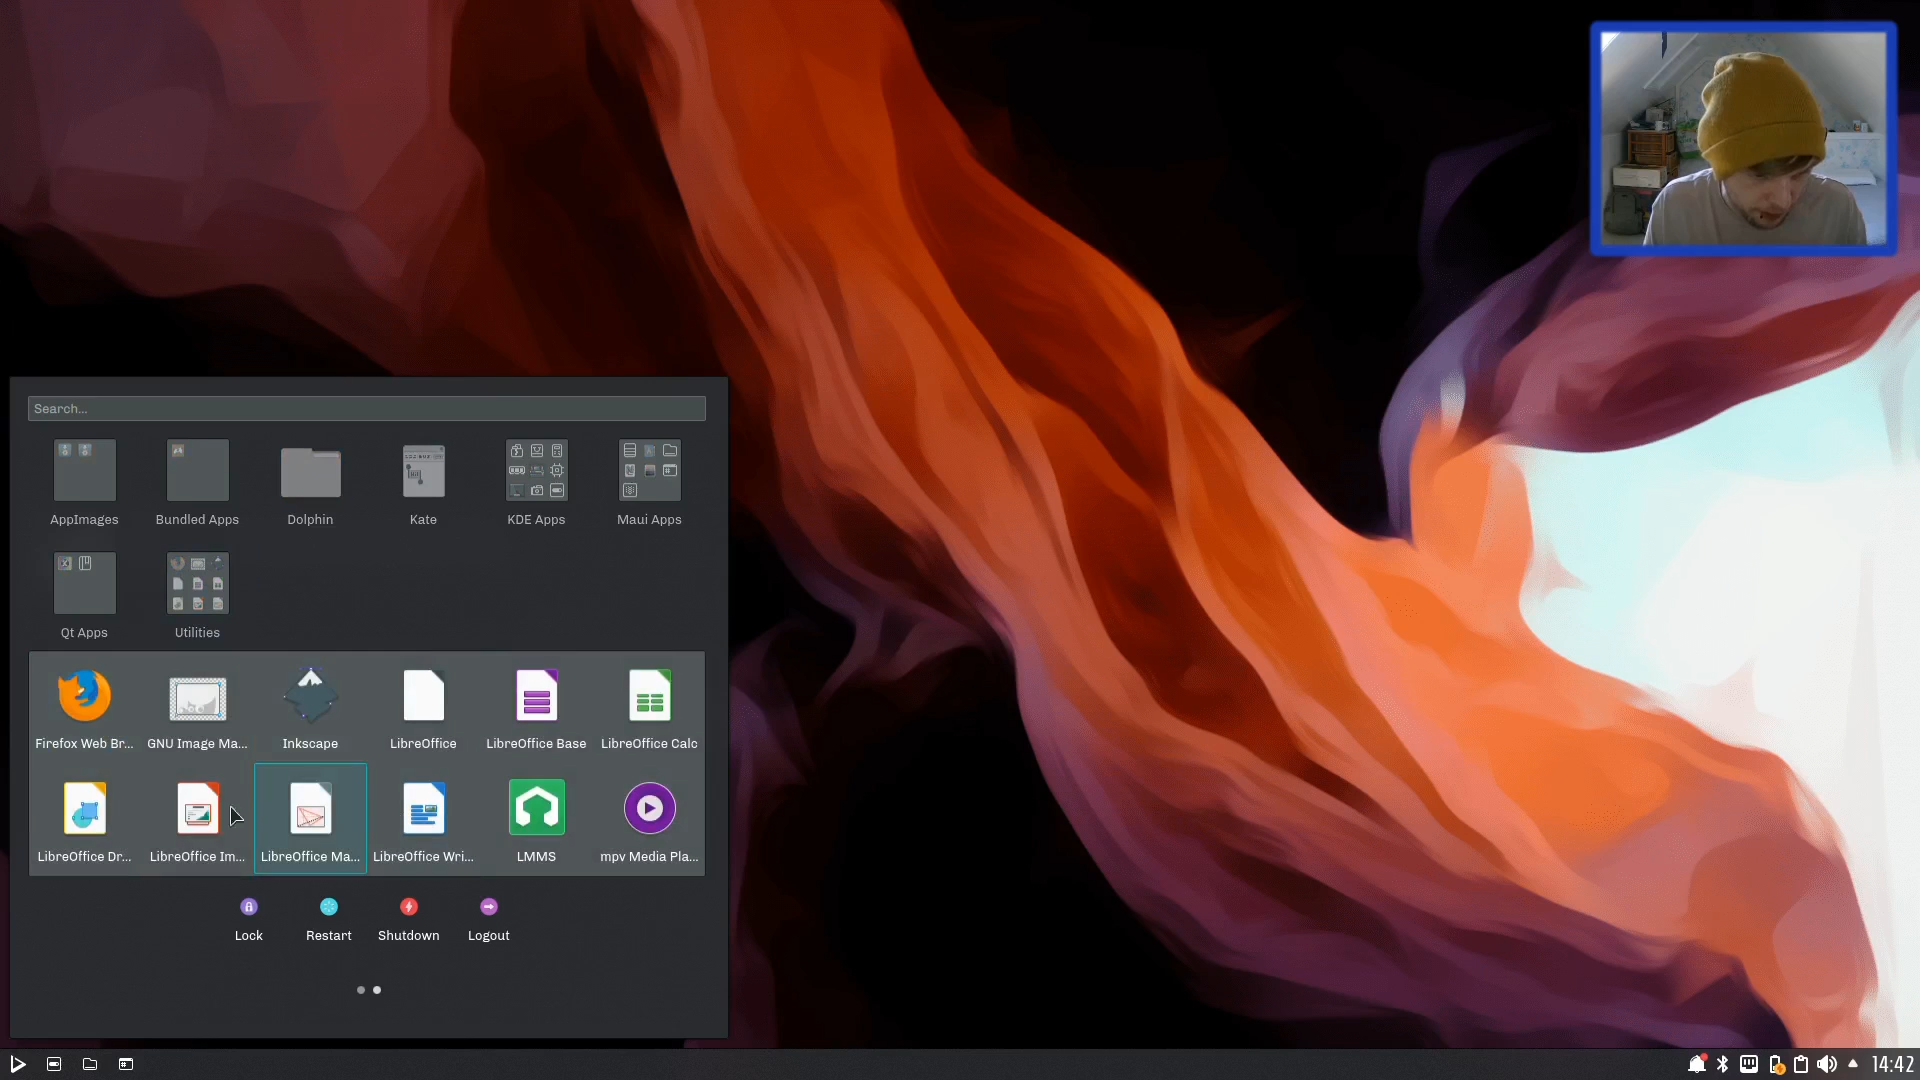 Search...
AppImages Bundled Apps Dolphin Kate KDE Apps Maui Apps
Qt Apps Utilities
Firefox Web Br... GNU Image Ma... Inkscape LibreOffice LibreOffice Base LibreOffice Calc
LibreOffice Dr... LibreOffice Im... LibreOffice Ma... LibreOffice Wri... LMMS mpv Media Pla...
Lock Restart Shutdown Logout
14:42